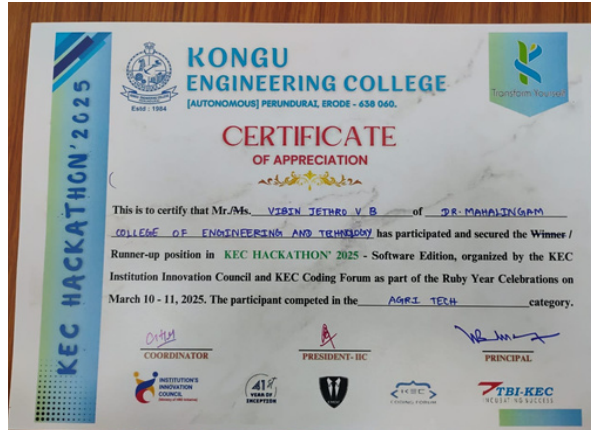 KONGU
ENGINEERING COLLEGE
[AUTONOMOUS] PERUNDURAI, ERODE - 638 060.
Estd : 1984
Transform Yourself
KEC HACKATHON'2025
CERTIFICATE
OF APPRECIATION
This is to certify that Mr./Ms. VIBIN JETHRO V B of DR. MAHALINGAM
COLLEGE OF ENGINEERING AND TECHNOLOGY has participated and secured the Winner /
Runner-up position in KEC HACKATHON' 2025 - Software Edition, organized by the KEC
Institution Innovation Council and KEC Coding Forum as part of the Ruby Year Celebrations on
March 10 - 11, 2025. The participant competed in the AGRI TECH category.
COORDINATOR
PRESIDENT- IIC
PRINCIPAL
INSTITUTION'S
INNOVATION
COUNCIL
41st
YEAR OF
INCEPTION
KEC
CODING FORUM
TBI-KEC
INCUBATING SUCCESS